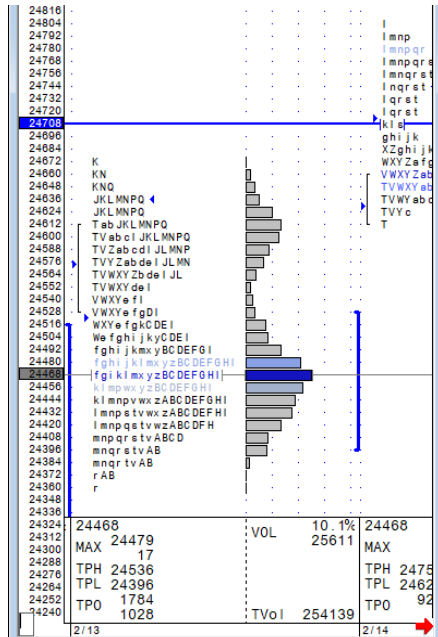 24816
24804 l
24792 lmnp
24780 lmnpqr
24768 lmnpqrs
24756 lmnqrst
24744 lnqrst
24732 lqrst
24720 lqrst
24708 kls
24696 ghijk
24684 XZghijk
24672 K WXYZafg
24660 KN VWXYZab
24648 KNQ TVWXYab
24636 JKLMNPQ TVWYabc
24624 JKLMNPQ TVYc
24612 TabJKLMNPQ T
24600 TVabcIJKLMNPQ
24588 TVZabcdIJLMNP
24576 TVYZabdeIJLMN
24564 TVWXYZbdeIJL
24552 TVWXYdeI
24540 VWXYefI
24528 VWXYefgDI
24516 WXYefgkCDEI
24504 WefghijkyCDEI
24492 fghijkmxyBCDEFGI
24480 fghijklmxyzBCDEFGHI
24468 fgiklmxyzBCDEFGHI
24456 klmpwxyzBCDEFGHI
24444 klmnpvwxzABCDEFGHI
24432 lmnpstvwxzABCDEFHI
24420 lmnpqstvwzABCDFH
24408 mnpqrstvABCD
24396 mnqrstvAB
24384 mnqrtvAB
24372 rAB
24360 r
24348
24336
24324
24312
24300
24288
24276
24264
24252
24240
24468 VOL 10.1% 24468
MAX 24479 25611 MAX
17
TPH 24536 TPH 2475
TPL 24396 TPL 2462
TPO 1784 TPO 92
1028 TVol 254139
2/13 2/14